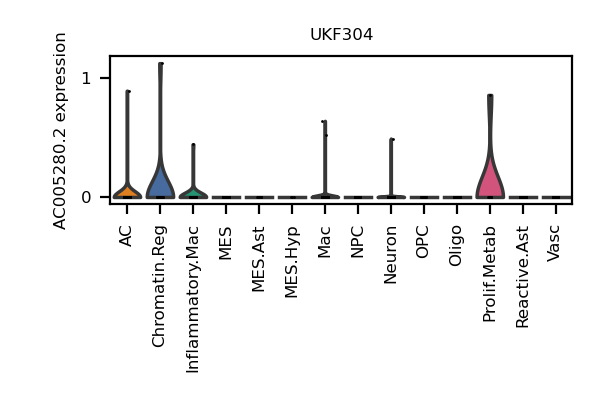 UKF304
AC005280.2 expression
1
0
AC
Chromatin.Reg
Inflammatory.Mac
MES
MES.Ast
MES.Hyp
Mac
NPC
Neuron
OPC
Oligo
Prolif.Metab
Reactive.Ast
Vasc